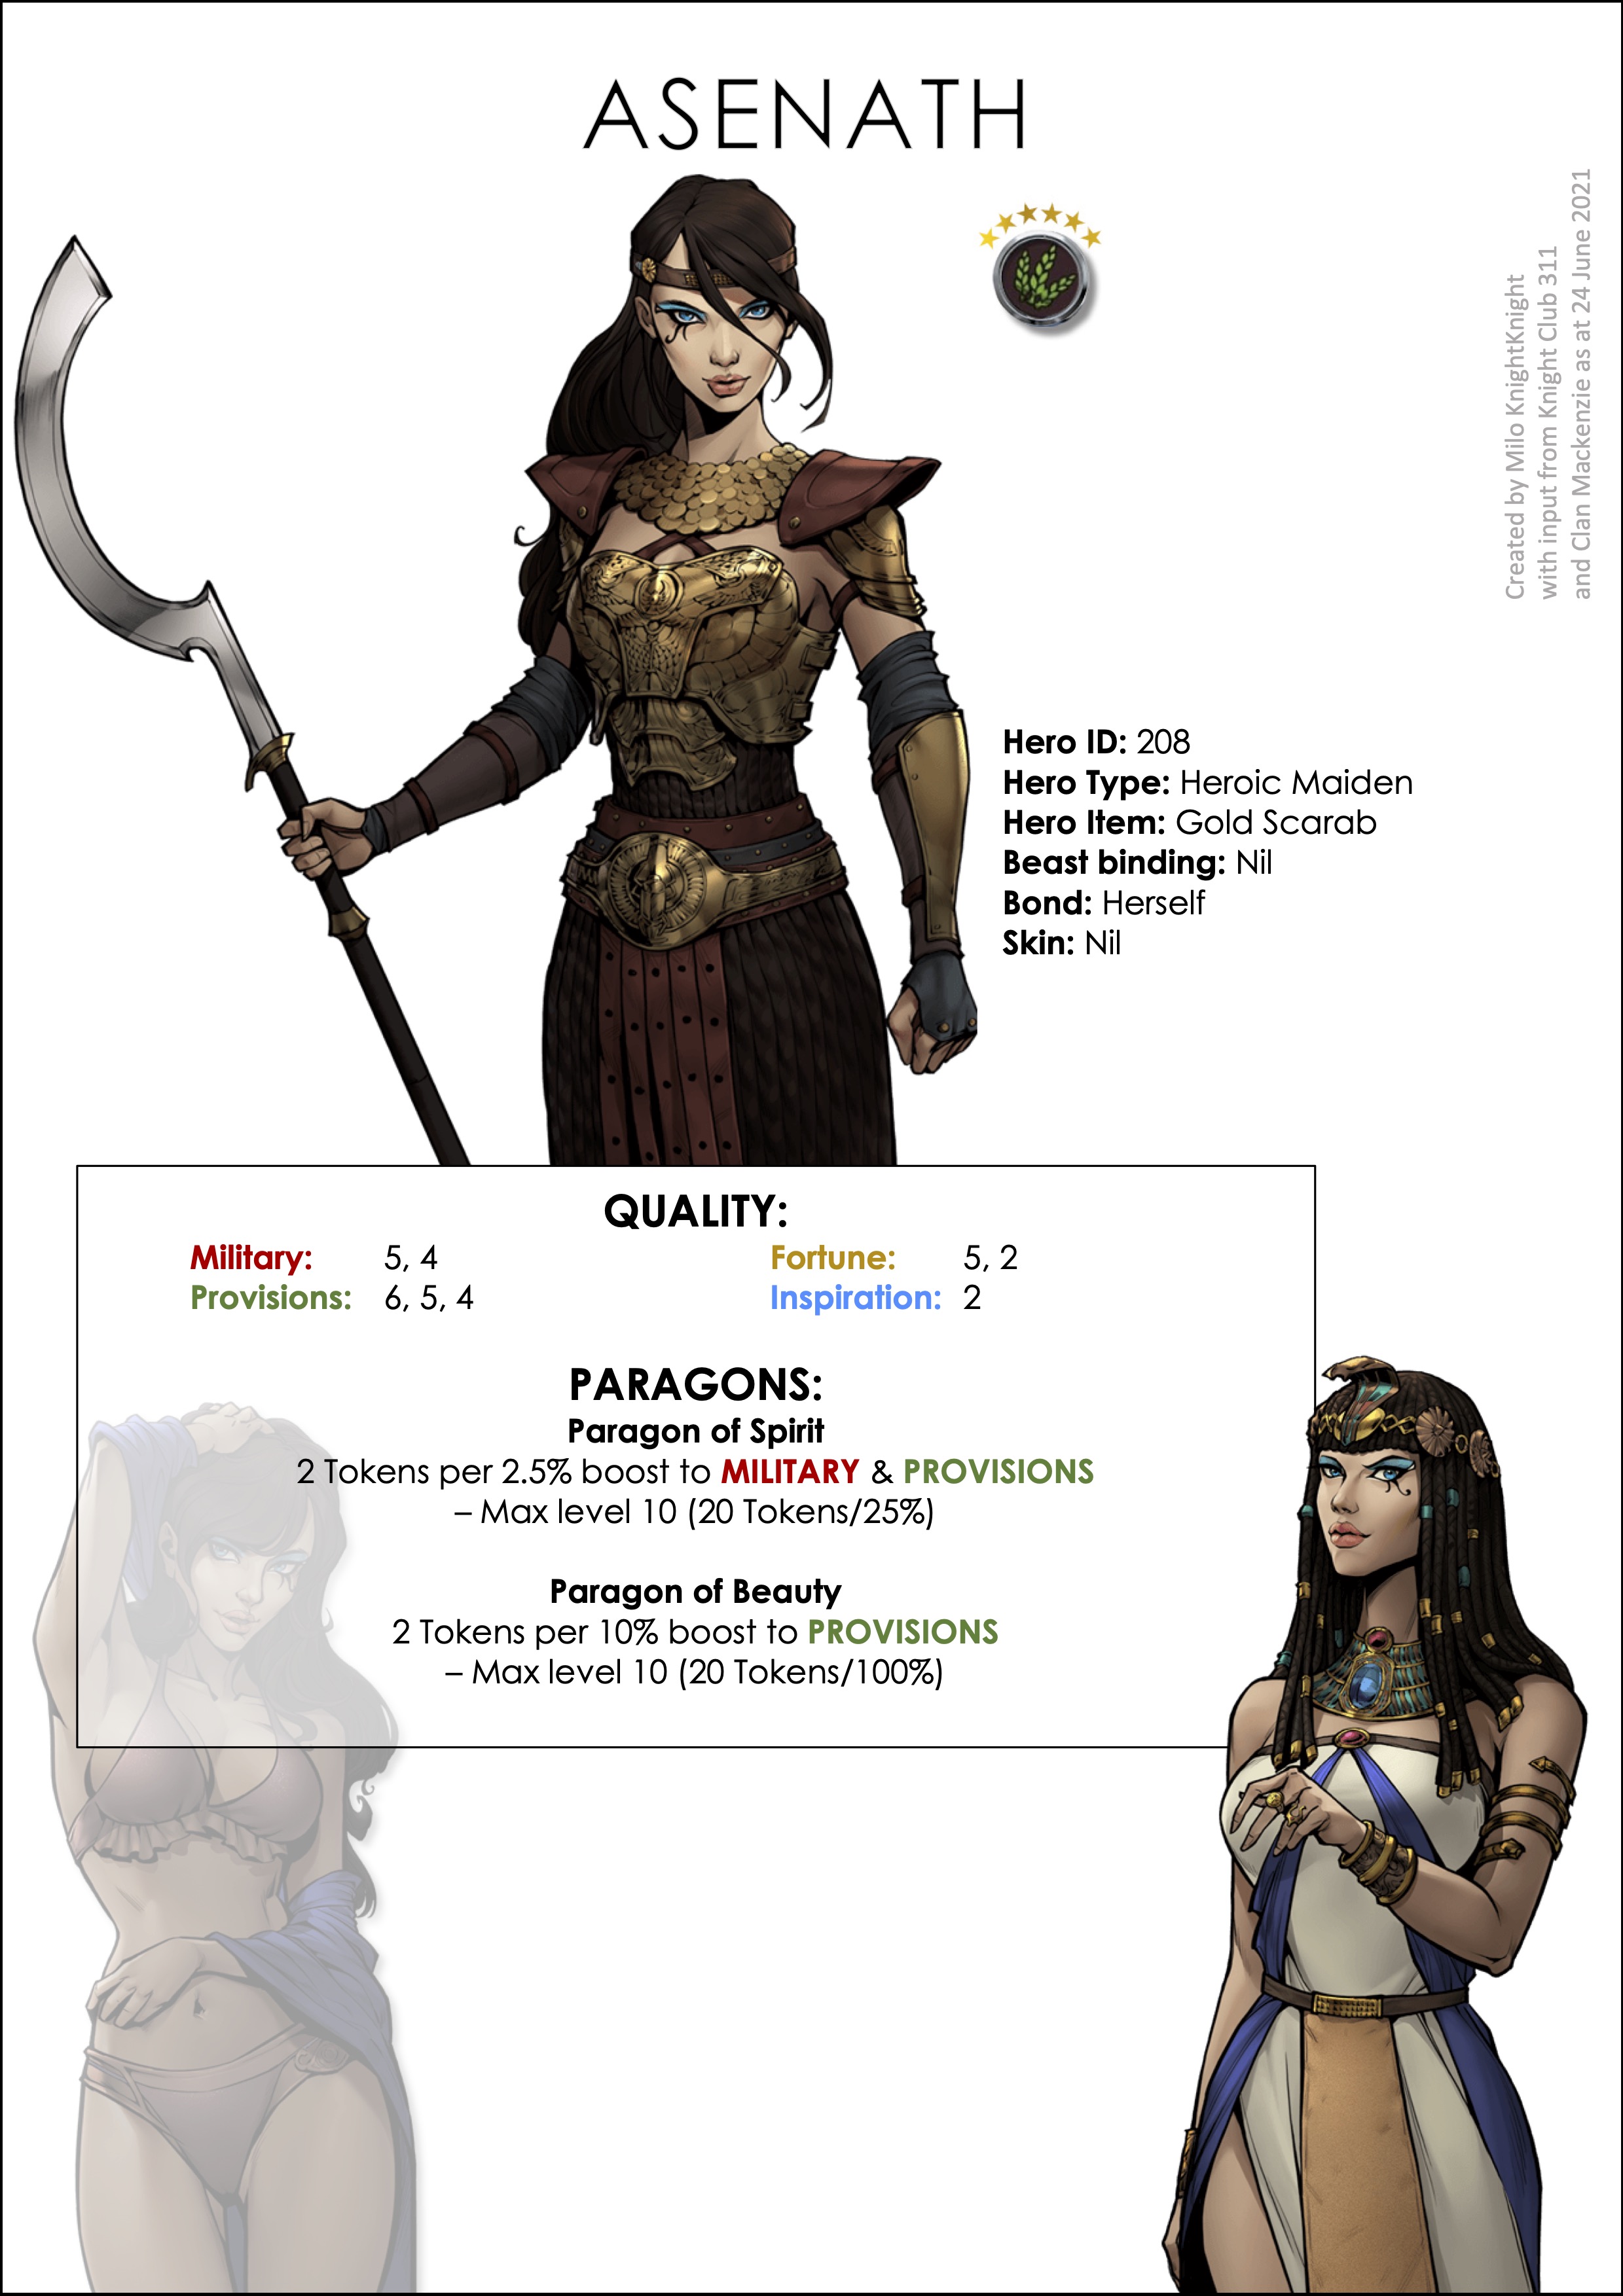 ASENATH
Created by Milo KnightKnight
with input from Knight Club 311
and Clan Mackenzie as at 24 June 2021
Hero ID: 208
Hero Type: Heroic Maiden
Hero Item: Gold Scarab
Beast binding: Nil
Bond: Herself
Skin: Nil
QUALITY:
Military: 5, 4 Fortune: 5, 2
Provisions: 6, 5, 4 Inspiration: 2
PARAGONS:
Paragon of Spirit
2 Tokens per 2.5% boost to MILITARY & PROVISIONS
– Max level 10 (20 Tokens/25%)
Paragon of Beauty
2 Tokens per 10% boost to PROVISIONS
– Max level 10 (20 Tokens/100%)